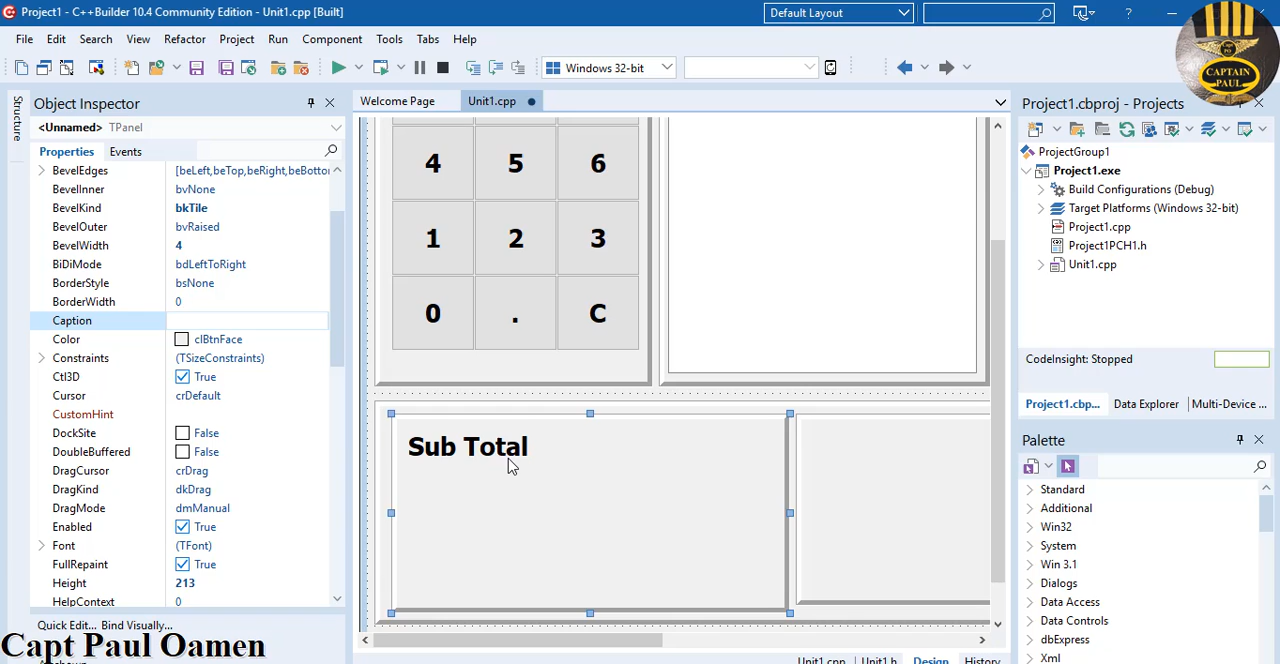 Project1 - C++Builder 10.4 Community Edition - Unit1.cpp [Built]
Default Layout
?
File Edit Search View Refactor Project Run Component Tools Tabs Help
Windows 32-bit
Capt PO
CAPTAIN
PAUL
Structure
Object Inspector
<Unnamed> TPanel
Properties Events
BevelEdges [beLeft,beTop,beRight,beBottom
BevelInner bvNone
BevelKind bkTile
BevelOuter bvRaised
BevelWidth 4
BiDiMode bdLeftToRight
BorderStyle bsNone
BorderWidth 0
Caption
Color clBtnFace
Constraints (TSizeConstraints)
Ctl3D True
Cursor crDefault
CustomHint
DockSite False
DoubleBuffered False
DragCursor crDrag
DragKind dkDrag
DragMode dmManual
Enabled True
Font (TFont)
FullRepaint True
Height 213
HelpContext 0
Quick Edit... Bind Visually...
Capt Paul Oamen
Welcome Page Unit1.cpp
4 5 6
1 2 3
0 . C
Sub Total
Unit1.cpp Unit1.h Design History
Project1.cbproj - Projects
ProjectGroup1
Project1.exe
Build Configurations (Debug)
Target Platforms (Windows 32-bit)
Project1.cpp
Project1PCH1.h
Unit1.cpp
CodeInsight: Stopped
Project1.cbp... Data Explorer Multi-Device ...
Palette
Standard
Additional
Win32
System
Win 3.1
Dialogs
Data Access
Data Controls
dbExpress
Xml